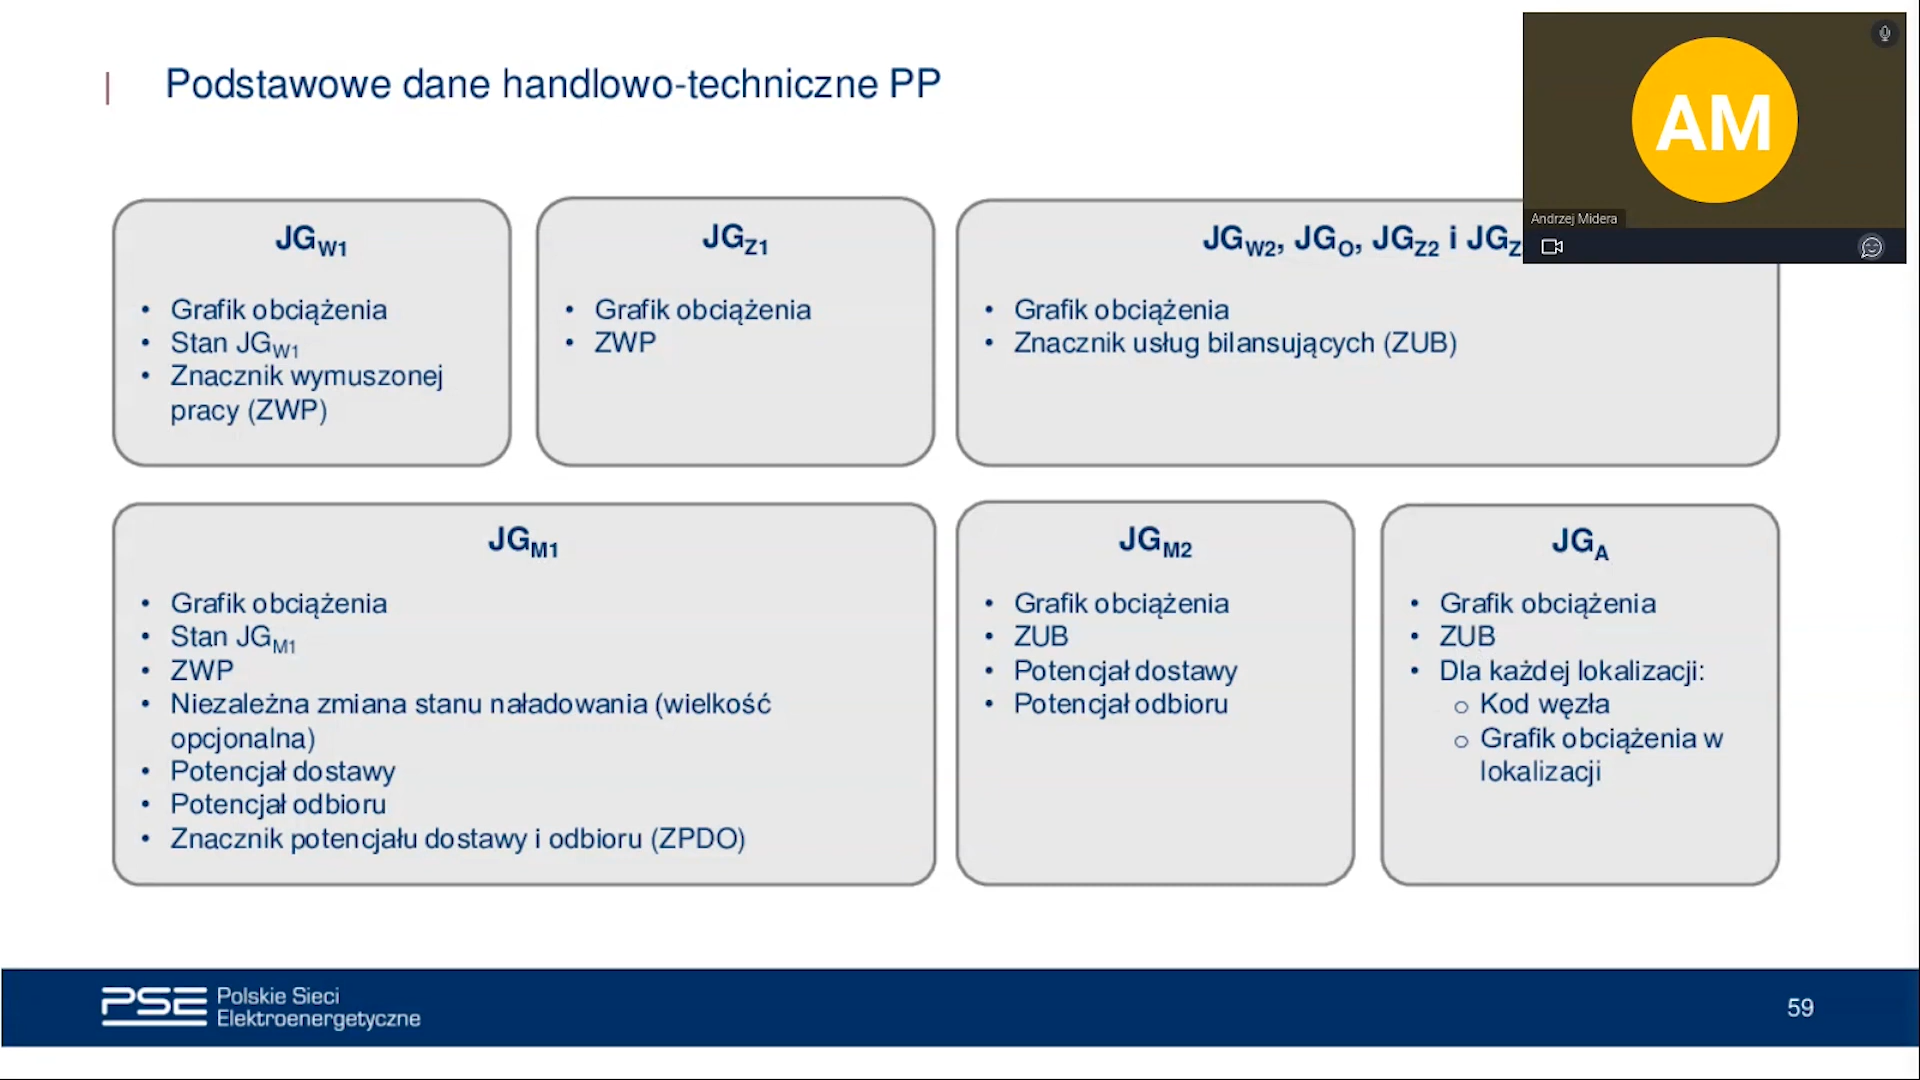 Podstawowe dane handlowo-techniczne PP
AM
Andrzej Midera
JG_W1
• Grafik obciążenia
• Stan JG_W1
• Znacznik wymuszonej
pracy (ZWP)
JG_Z1
• Grafik obciążenia
• ZWP
JG_W2, JG_O, JG_Z2 i JG_Z
• Grafik obciążenia
• Znacznik usług bilansujących (ZUB)
JG_M1
• Grafik obciążenia
• Stan JG_M1
• ZWP
• Niezależna zmiana stanu naładowania (wielkość
opcjonalna)
• Potencjał dostawy
• Potencjał odbioru
• Znacznik potencjału dostawy i odbioru (ZPDO)
JG_M2
• Grafik obciążenia
• ZUB
• Potencjał dostawy
• Potencjał odbioru
JG_A
• Grafik obciążenia
• ZUB
• Dla każdej lokalizacji:
o Kod węzła
o Grafik obciążenia w
lokalizacji
PSE
Polskie Sieci
Elektroenergetyczne
59